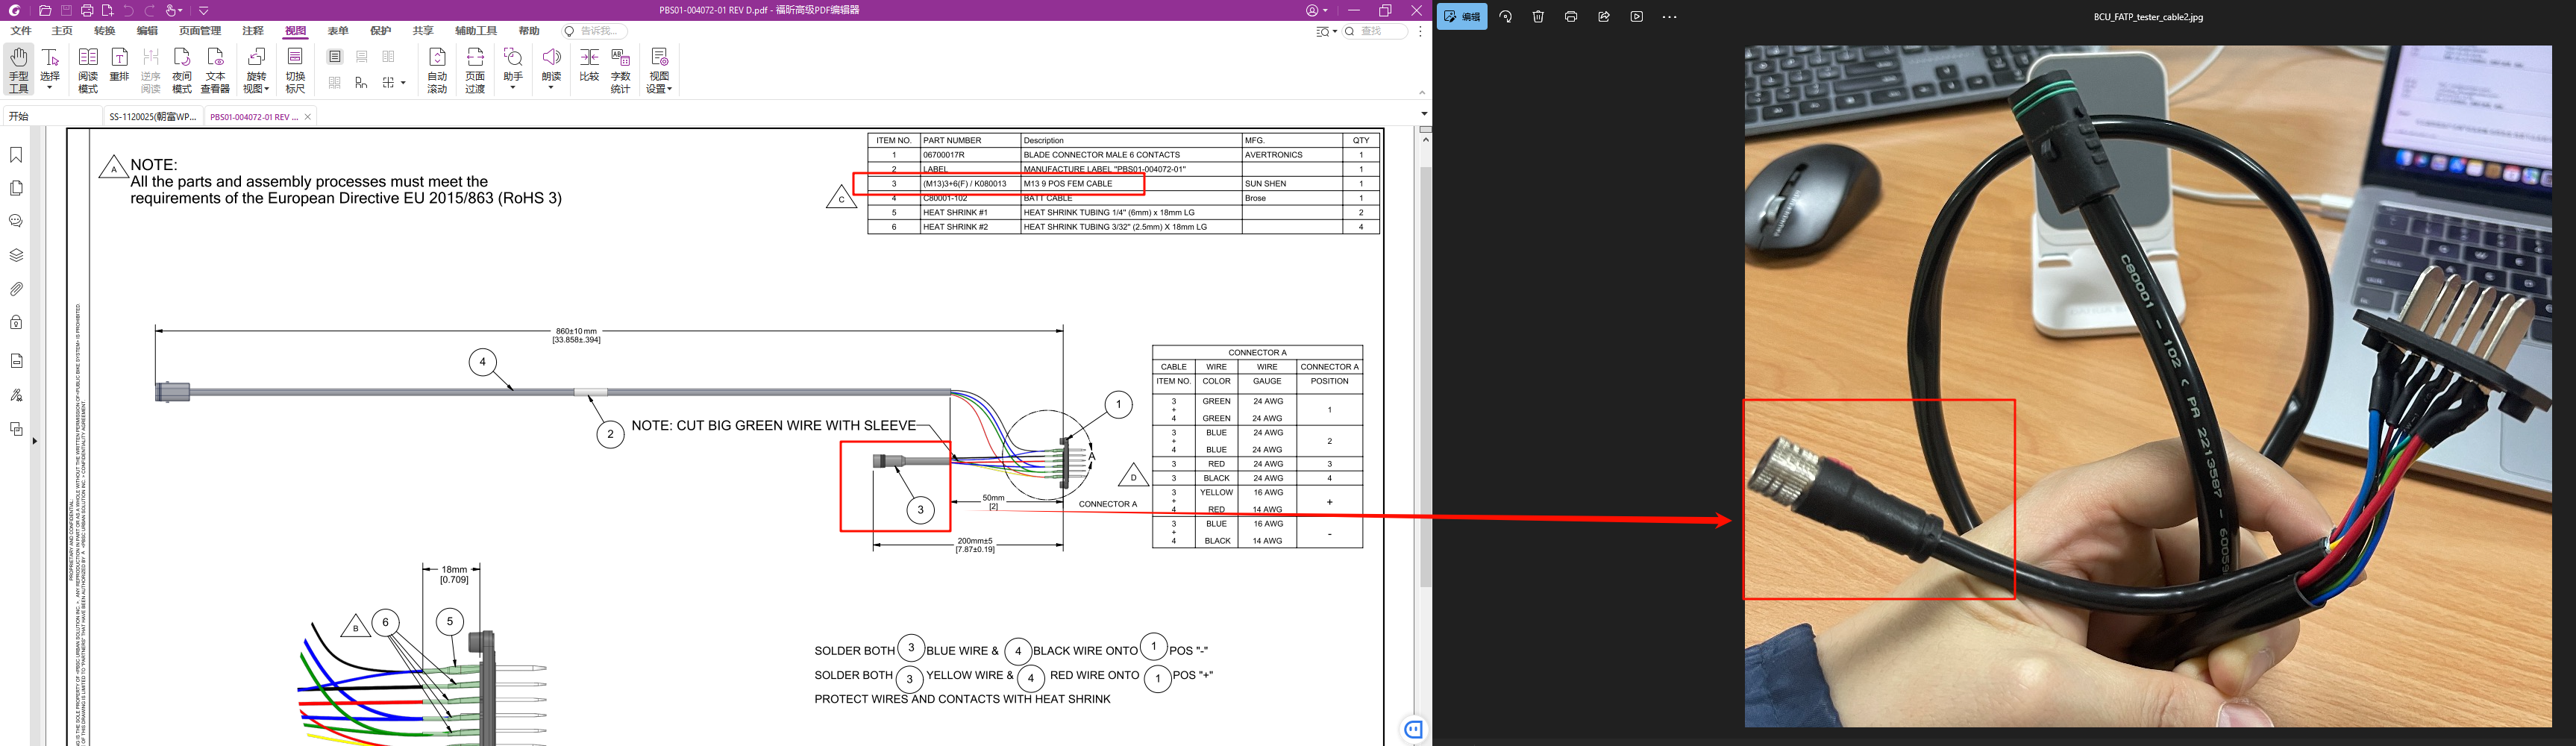 PBS01-004072-01 REV D.pdf - 福昕高级PDF编辑器
文件 主页 转换 编辑 页面管理 注释 视图 表单 保护 共享 辅助工具 帮助 告诉我... 查找
手型工具 选择 阅读模式 重排 逆序阅读 夜间模式 文本查看器 旋转视图 切换标尺 自动滚动 页面过渡 助手 朗读 比较 字数统计 视图设置
开始 SS-1120025(朝富WP... PBS01-004072-01 REV ...
A
NOTE:
All the parts and assembly processes must meet the
requirements of the European Directive EU 2015/863 (RoHS 3)
ITEM NO. PART NUMBER Description MFG. QTY
1 06700017R BLADE CONNECTOR MALE 6 CONTACTS AVERTRONICS 1
2 LABEL MANUFACTURE LABEL "PBS01-004072-01" 1
3 (M13)3+6(F) / K080013 M13 9 POS FEM CABLE SUN SHEN 1
4 C80001-102 BATT CABLE Brose 1
5 HEAT SHRINK #1 HEAT SHRINK TUBING 1/4" (6mm) x 18mm LG 2
6 HEAT SHRINK #2 HEAT SHRINK TUBING 3/32" (2.5mm) X 18mm LG 4
C
860±10 mm
[33.858±.394]
4
2
NOTE: CUT BIG GREEN WIRE WITH SLEEVE
1
A
3
50mm
[2]
CONNECTOR A
200mm±5
[7.87±0.19]
D
CONNECTOR A
CABLE WIRE WIRE CONNECTOR A
ITEM NO. COLOR GAUGE POSITION
3 GREEN 24 AWG
+ 1
4 GREEN 24 AWG
3 BLUE 24 AWG
+ 2
4 BLUE 24 AWG
3 RED 24 AWG 3
3 BLACK 24 AWG 4
3 YELLOW 16 AWG
+ +
4 RED 14 AWG
3 BLUE 16 AWG
+ -
4 BLACK 14 AWG
18mm
[0.709]
B
6
5
SOLDER BOTH 3 BLUE WIRE & 4 BLACK WIRE ONTO 1 POS "-"
SOLDER BOTH 3 YELLOW WIRE & 4 RED WIRE ONTO 1 POS "+"
PROTECT WIRES AND CONTACTS WITH HEAT SHRINK
PROPRIETARY AND CONFIDENTIAL.
编辑
BCU_FATP_tester_cable2.jpg
C80001 - 102 < PA 2213587 - 60059